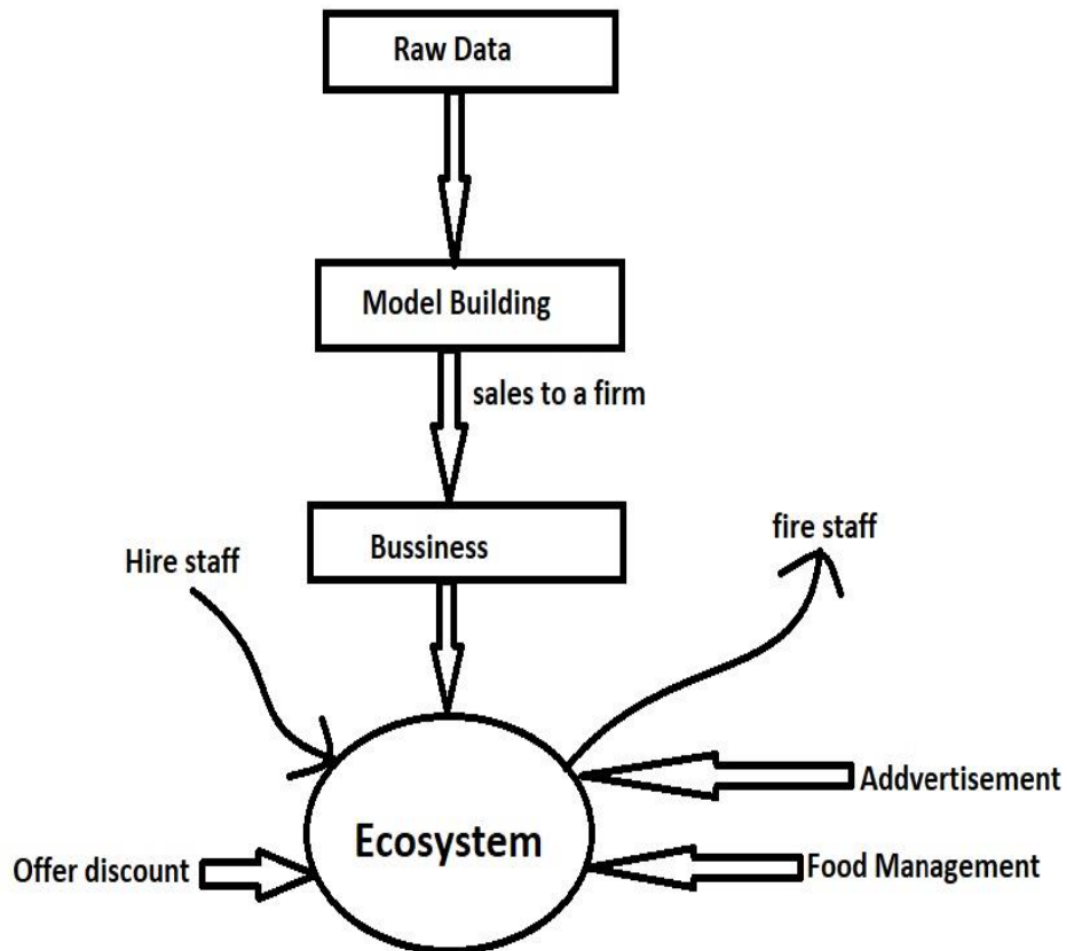 Raw Data
Model Building
sales to a firm
Bussiness
Hire staff
fire staff
Ecosystem
Addvertisement
Offer discount
Food Management